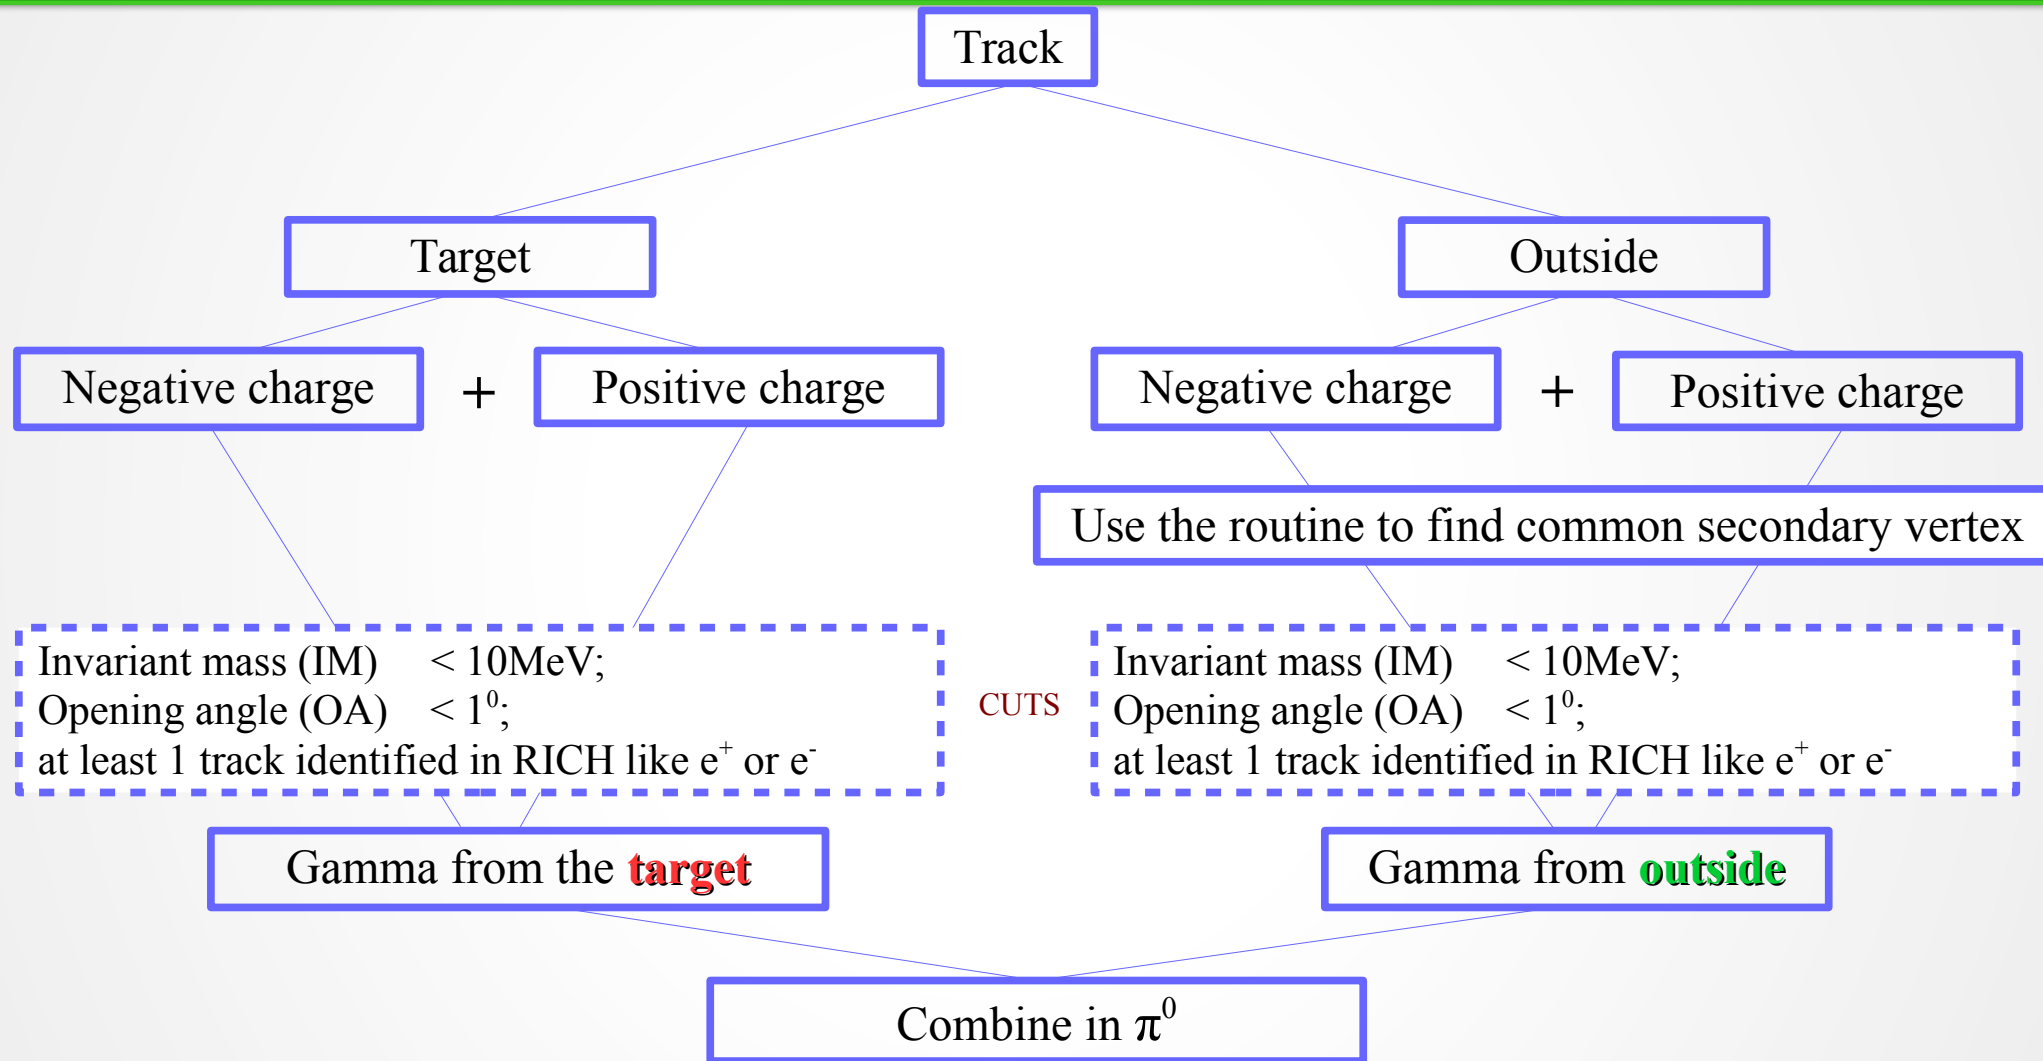 Track
Target
Outside
Negative charge + Positive charge
Negative charge + Positive charge
Use the routine to find common secondary vertex
Invariant mass (IM) < 10MeV;
Opening angle (OA) < 1⁰;
at least 1 track identified in RICH like e⁺ or e⁻
CUTS
Invariant mass (IM) < 10MeV;
Opening angle (OA) < 1⁰;
at least 1 track identified in RICH like e⁺ or e⁻
Gamma from the target
Gamma from outside
Combine in π⁰